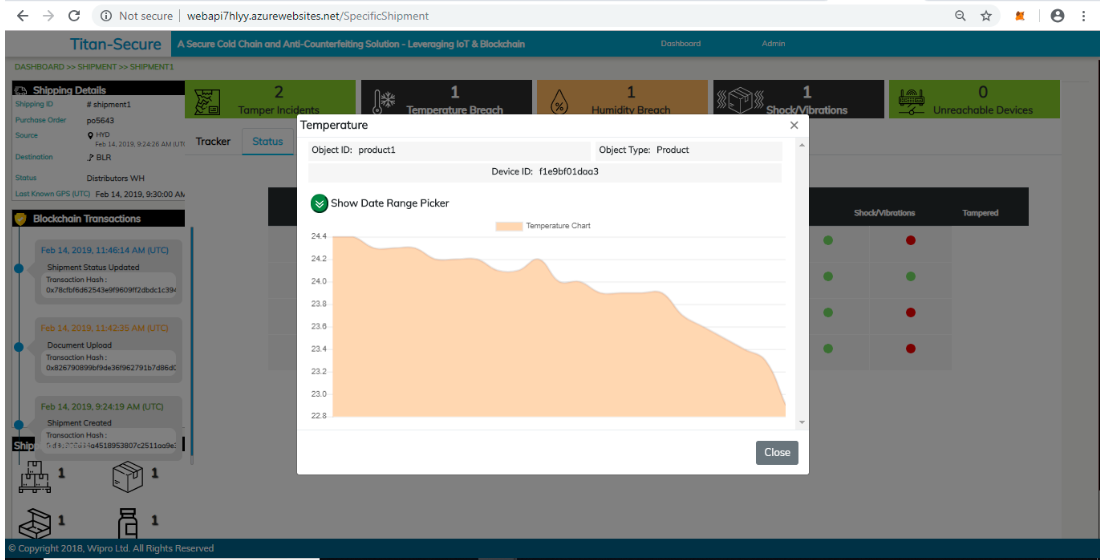 Not secure | webapi7hlyy.azurewebsites.net/SpecificShipment
Titan-Secure
A Secure Cold Chain and Anti-Counterfeiting Solution - Leveraging IoT & Blockchain
Dashboard
Admin
DASHBOARD >> SHIPMENT >> SHIPMENT1
Shipping Details
Shipping ID # shipment1
Purchase Order po5643
Source HYD
Feb 14, 2019, 9:24:26 AM (UTC
Destination BLR
Status Distributors WH
Last Known GPS (UTC) Feb 14, 2019, 9:30:00 AM
2
Tamper Incidents
1
Temperature Breach
1
Humidity Breach
1
Shock/Vibrations
0
Unreachable Devices
Tracker
Status
Shock/Vibrations
Tampered
Blockchain Transactions
Feb 14, 2019, 11:46:14 AM (UTC)
Shipment Status Updated
Transaction Hash :
Feb 14, 2019, 11:42:35 AM (UTC)
Document Upload
Transaction Hash :
Feb 14, 2019, 9:24:19 AM (UTC)
Shipment Created
Transaction Hash :
Ship
1
1
1
1
Temperature
×
Object ID: product1
Object Type: Product
Device ID: f1e9bf01daa3
Show Date Range Picker
Temperature Chart
24.4
24.2
24.0
23.8
23.6
23.4
23.2
23.0
22.8
Close
© Copyright 2018, Wipro Ltd. All Rights Reserved